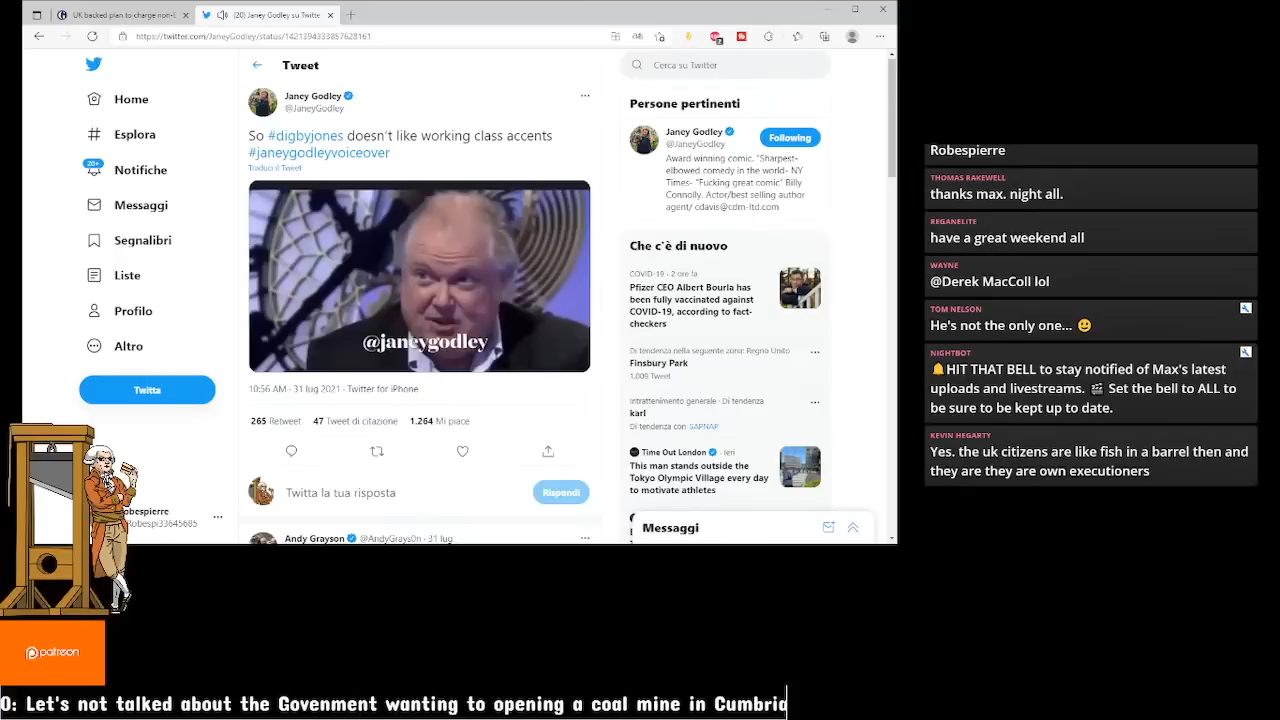 UK backed plan to charge non-E
(20) Janey Godley su Twitte
https://twitter.com/JaneyGodley/status/1421394333857628161
Home
Esplora
20+
Notifiche
Messaggi
Segnalibri
Liste
Profilo
Altro
Twitta
obespierre
Robespi33645685
Tweet
Janey Godley
@JaneyGodley
So #digbyjones doesn't like working class accents
#janeygodleyvoiceover
Traduci il Tweet
@janeygodley
10:56 AM · 31 lug 2021 · Twitter for iPhone
265 Retweet 47 Tweet di citazione 1.264 Mi piace
Twitta la tua risposta
Rispondi
Andy Grayson @AndyGrays0n · 31 lug
Cerca su Twitter
Persone pertinenti
Janey Godley
@JaneyGodley
Following
Award winning comic. "Sharpest-
elbowed comedy in the world- NY
Times- "Fucking great comic" Billy
Connolly. Actor/best selling author
agent/ cdavis@cdm-ltd.com
Che c'è di nuovo
COVID-19 · 2 ore fa
Pfizer CEO Albert Bourla has
been fully vaccinated against
COVID-19, according to fact-
checkers
Di tendenza nella seguente zona: Regno Unito
Finsbury Park
1.009 Tweet
Intrattenimento generale · Di tendenza
karl
Di tendenza con SAPNAP
Time Out London · ieri
This man stands outside the
Tokyo Olympic Village every day
to motivate athletes
Messaggi
Robespierre
THOMAS RAKEWELL
thanks max. night all.
REGANELITE
have a great weekend all
WAYNE
@Derek MacColl lol
TOM NELSON
He's not the only one...
NIGHTBOT
HIT THAT BELL to stay notified of Max's latest
uploads and livestreams. Set the bell to ALL to
be sure to be kept up to date.
KEVIN HEGARTY
Yes. the uk citizens are like fish in a barrel then and
they are they are own executioners
patreon
0: Let's not talked about the Govenment wanting to opening a coal mine in Cumbria